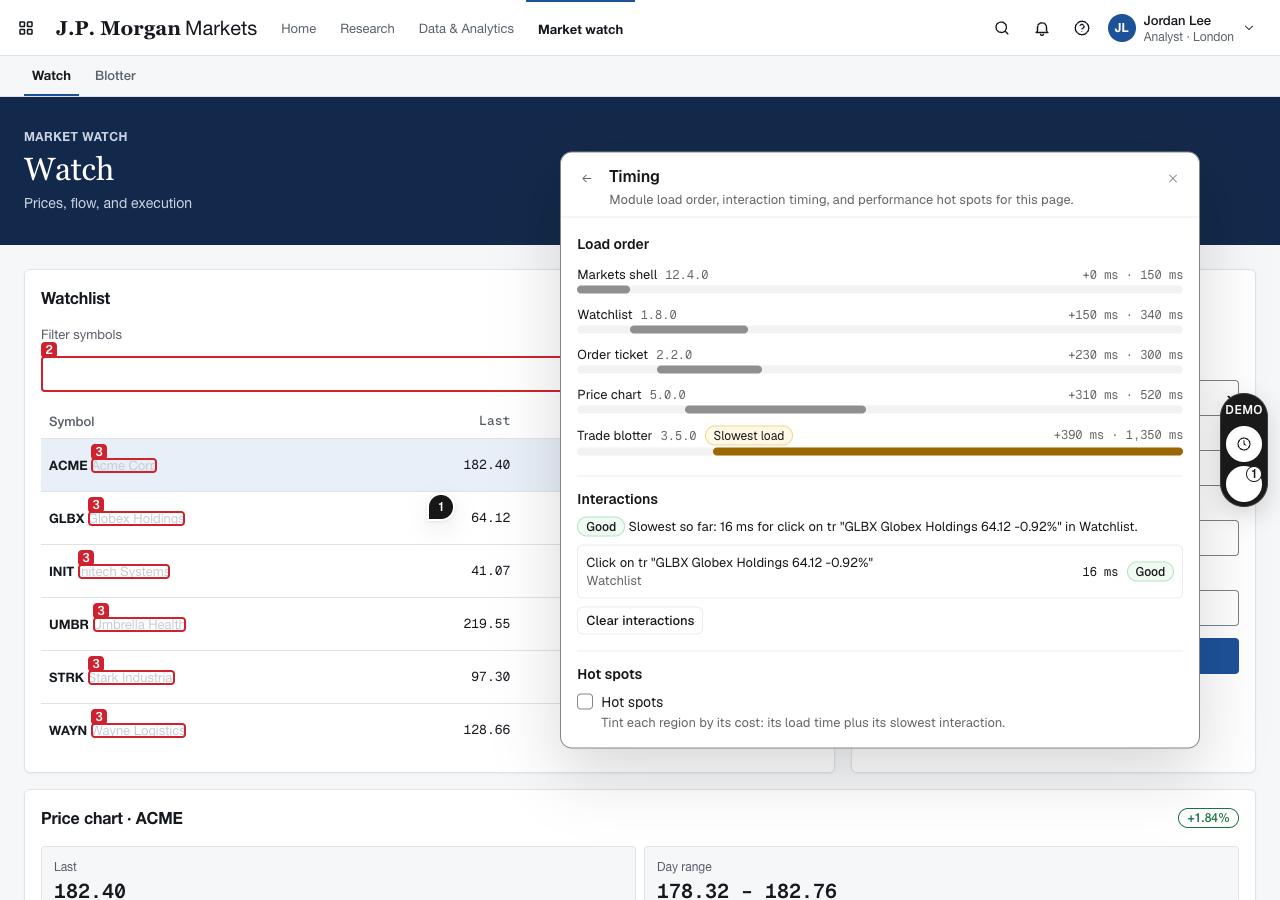 J.P. Morgan Markets
Home
Research
Data & Analytics
Market watch
JL
Jordan Lee
Analyst · London
Watch
Blotter
MARKET WATCH
Watch
Prices, flow, and execution
Watchlist
Filter symbols
2
Symbol
Last
3
ACME Acme Corp
182.40
3
GLBX Globex Holdings
1
64.12
3
INIT Initech Systems
41.07
3
UMBR Umbrella Health
219.55
3
STRK Stark Industrial
97.30
3
WAYN Wayne Logistics
128.66
Timing
Module load order, interaction timing, and performance hot spots for this page.
Load order
Markets shell 12.4.0
+0 ms · 150 ms
Watchlist 1.8.0
+150 ms · 340 ms
Order ticket 2.2.0
+230 ms · 300 ms
Price chart 5.0.0
+310 ms · 520 ms
Trade blotter 3.5.0 Slowest load
+390 ms · 1,350 ms
Interactions
Good Slowest so far: 16 ms for click on tr "GLBX Globex Holdings 64.12 -0.92%" in Watchlist.
Click on tr "GLBX Globex Holdings 64.12 -0.92%"
Watchlist
16 ms Good
Clear interactions
Hot spots
Hot spots
Tint each region by its cost: its load time plus its slowest interaction.
DEMO
1
Price chart · ACME
+1.84%
Last
182.40
Day range
178.32 – 182.76